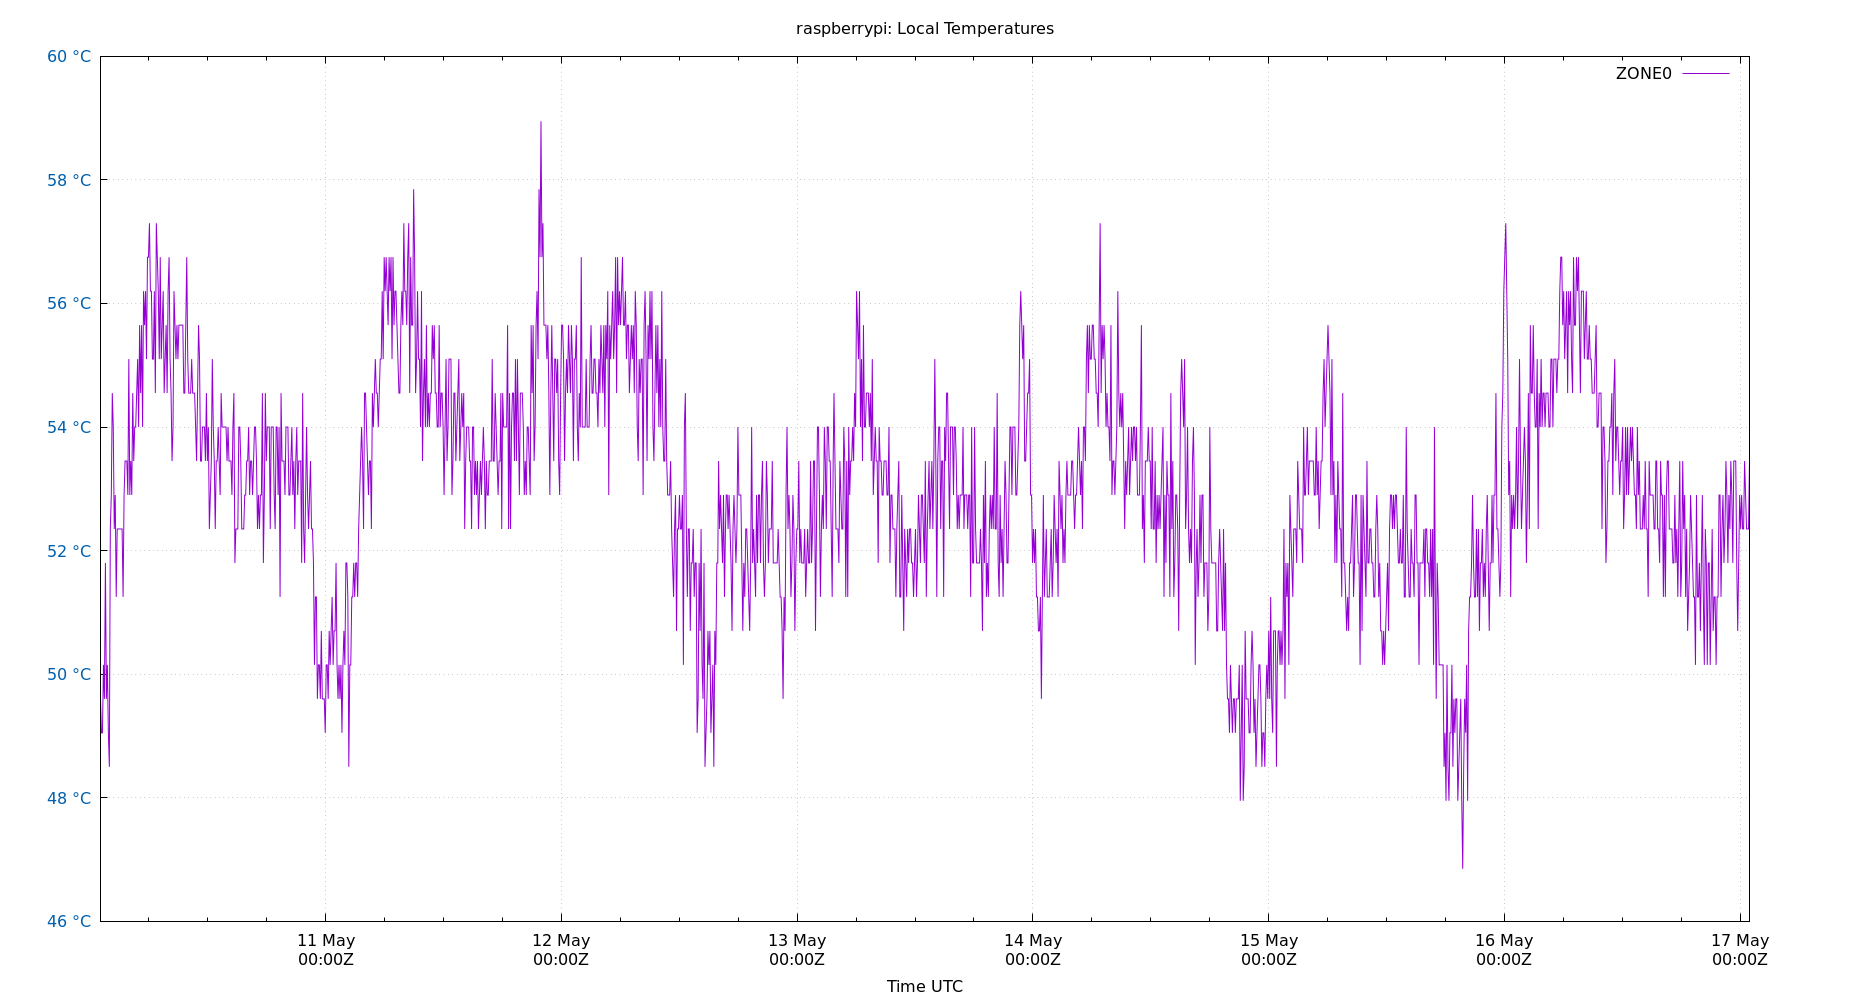 raspberrypi: Local Temperatures
60 °C
ZONE0
58 °C
56 °C
54 °C
52 °C
50 °C
48 °C
46 °C
11 May 12 May 13 May 14 May 15 May 16 May 17 May
00:00Z 00:00Z 00:00Z 00:00Z 00:00Z 00:00Z 00:00Z
Time UTC